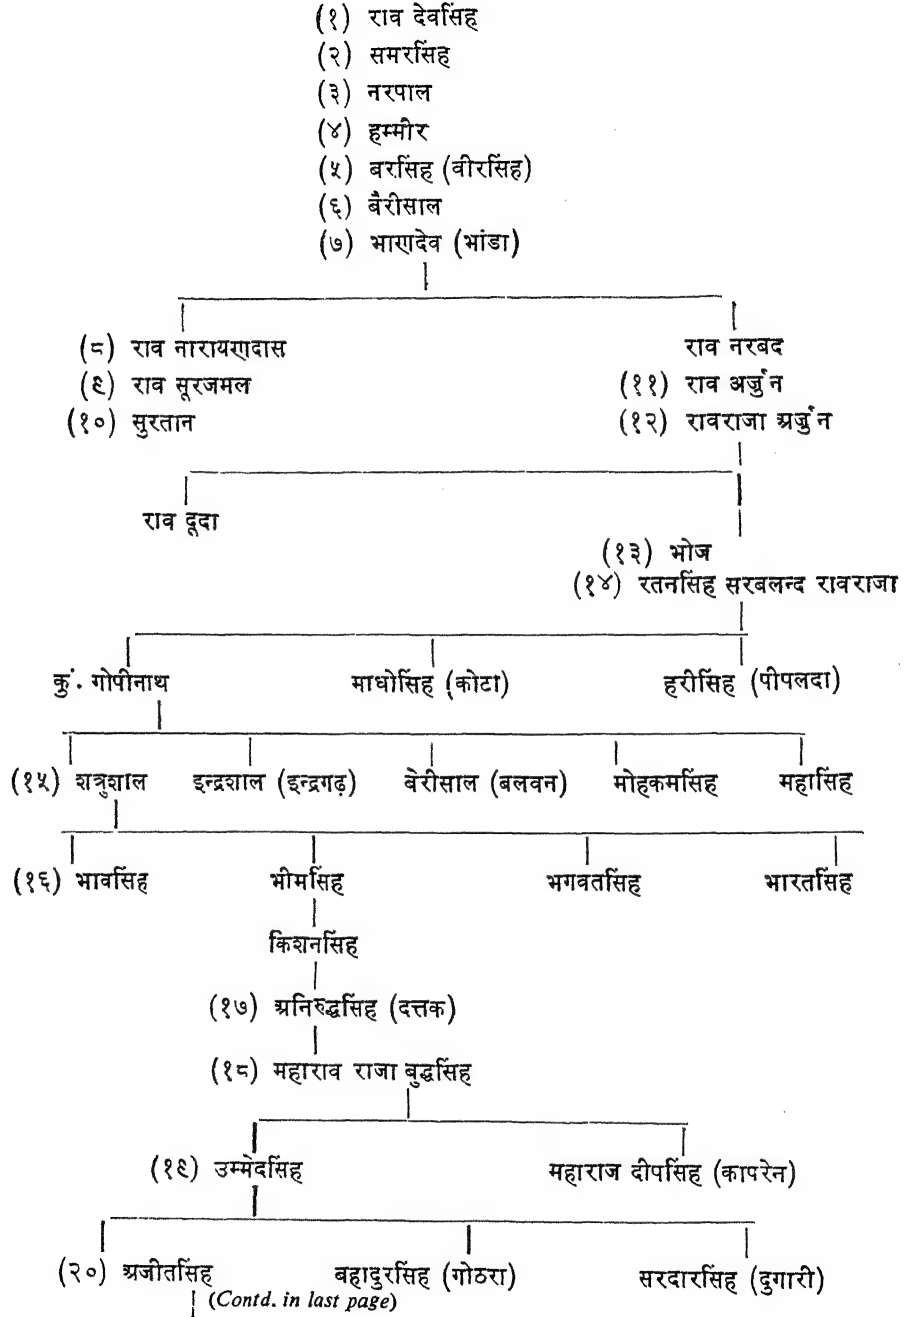 (१) राव देवसिंह
(२) समरसिंह
(३) नरपाल
(४) हम्मीर
(५) बरसिंह (वीरसिंह)
(६) बैरीसाल
(७) भाणदेव (भांडा)
(८) राव नारायणदास राव नरबद
(९) राव सूरजमल (११) राव अर्जुन
(१०) सुरतान (१२) रावराजा अर्जुन
राव दूदा
(१३) भोज
(१४) रतनसिंह सरबलन्द रावराजा
कुं. गोपीनाथ माधोसिंह (कोटा) हरीसिंह (पीपलदा)
(१५) शत्रुशाल इन्द्रशाल (इन्द्रगढ़) बेरीसाल (बलवन) मोहकमसिंह महासिंह
(१६) भावसिंह भीमसिंह भगवतसिंह भारतसिंह
किशनसिंह
(१७) अनिरुद्धसिंह (दत्तक)
(१८) महाराव राजा बुद्धसिंह
(१९) उम्मेदसिंह महाराज दीपसिंह (कापरेन)
(२०) अजीतसिंह बहादुरसिंह (गोठरा) सरदारसिंह (दुगारी)
(Contd. in last page)